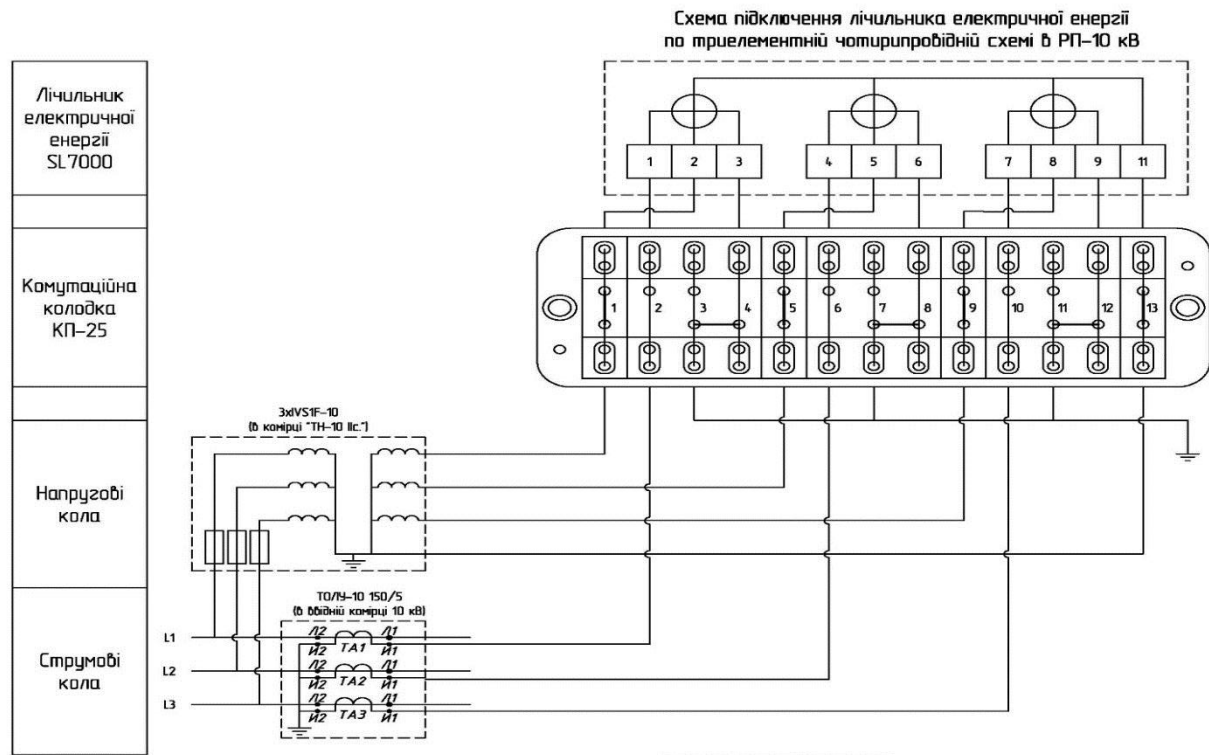 Схема підключення лічильника електричної енергії
по триелементній чотирипровідній схемі в РП-10 кВ
Лічильник
електричної
енергії
SL7000
1 2 3 4 5 6 7 8 9 11
Комутаційна
колодка
КП-25
1 2 3 4 5 6 7 8 9 10 11 12 13
Напругові
кола
3хIVS1F-10
(в комірці "ТН-10 IIс.")
Струмові
кола
ТОЛУ-10 150/5
(в ввідній комірці 10 кВ)
L1
Л2 Л1
И2 ТА1 И1
L2
Л2 Л1
И2 ТА2 И1
L3
Л2 Л1
И2 ТА3 И1